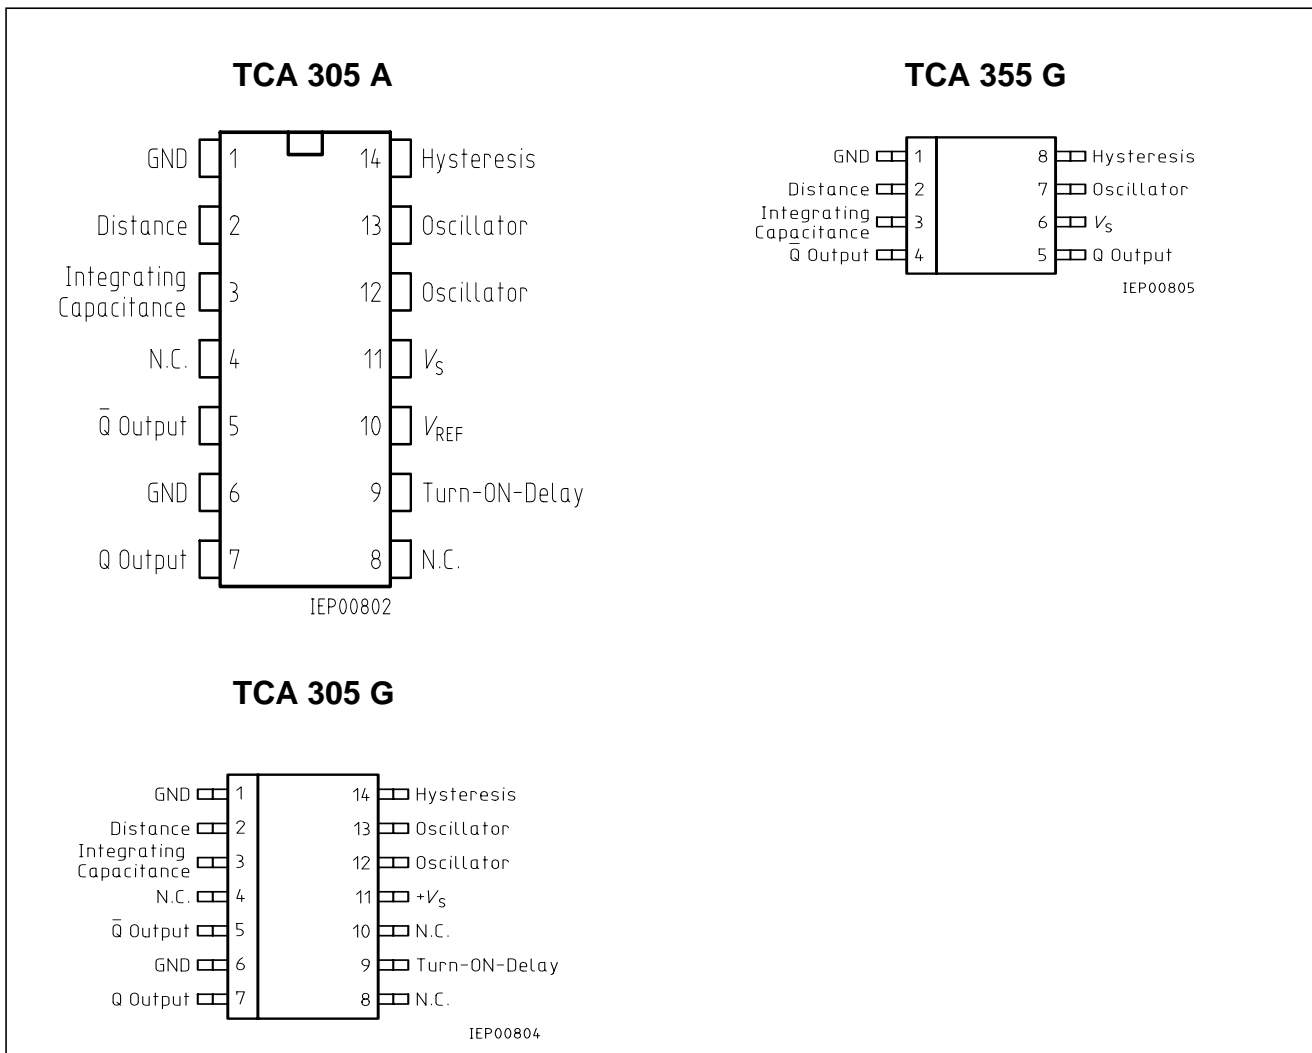 TCA 305 A
GND 1 14 Hysteresis
Distance 2 13 Oscillator
Integrating
Capacitance 3 12 Oscillator
N.C. 4 11 VS
Q̅ Output 5 10 VREF
GND 6 9 Turn-ON-Delay
Q Output 7 8 N.C.
IEP00802
TCA 355 G
GND 1 8 Hysteresis
Distance 2 7 Oscillator
Integrating
Capacitance 3 6 VS
Q̅ Output 4 5 Q Output
IEP00805
TCA 305 G
GND 1 14 Hysteresis
Distance 2 13 Oscillator
Integrating
Capacitance 3 12 Oscillator
N.C. 4 11 +VS
Q̅ Output 5 10 N.C.
GND 6 9 Turn-ON-Delay
Q Output 7 8 N.C.
IEP00804